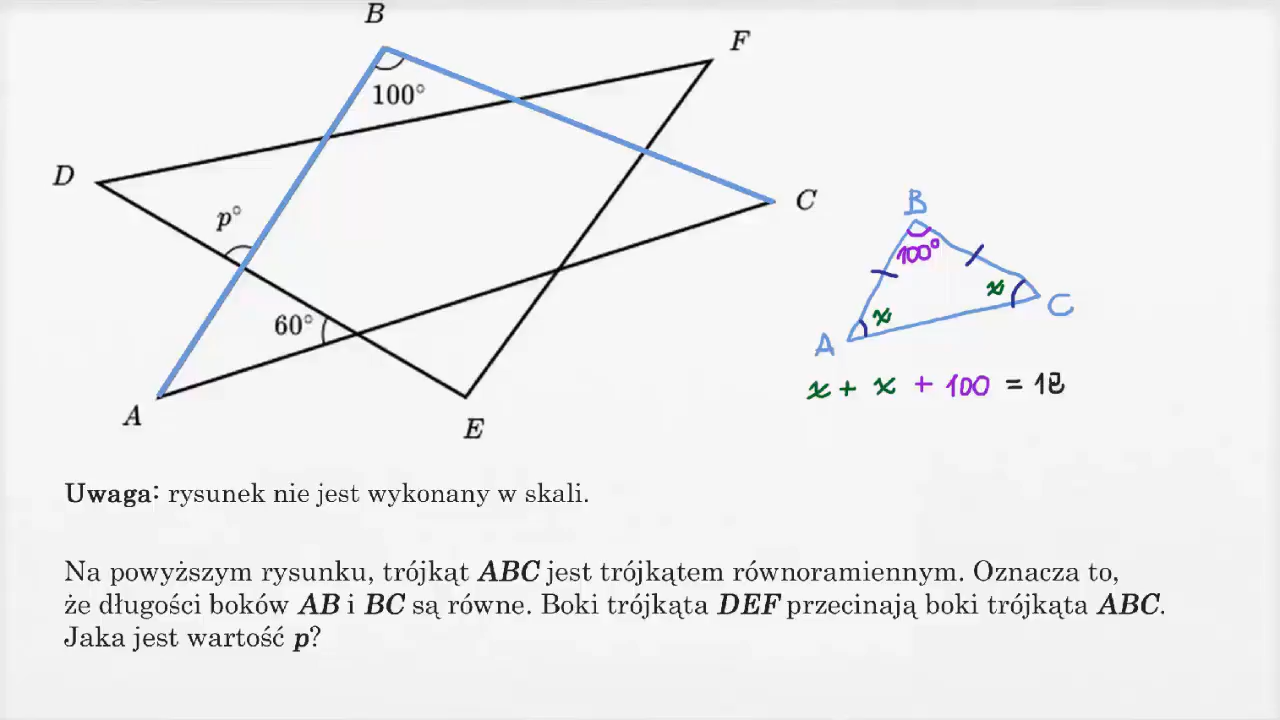 B
F
100°
D
C
p°
60°
A
E
B
100°
x
x
C
A
x + x + 100 = 18
Uwaga: rysunek nie jest wykonany w skali.
Na powyższym rysunku, trójkąt ABC jest trójkątem równoramiennym. Oznacza to,
że długości boków AB i BC są równe. Boki trójkąta DEF przecinają boki trójkąta ABC.
Jaka jest wartość p?